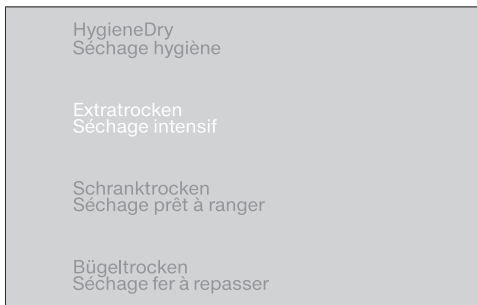 HygieneDry
Séchage hygiène
Extratrocken
Séchage intensif
Schranktrocken
Séchage prêt à ranger
Bügeltrocken
Séchage fer à repasser